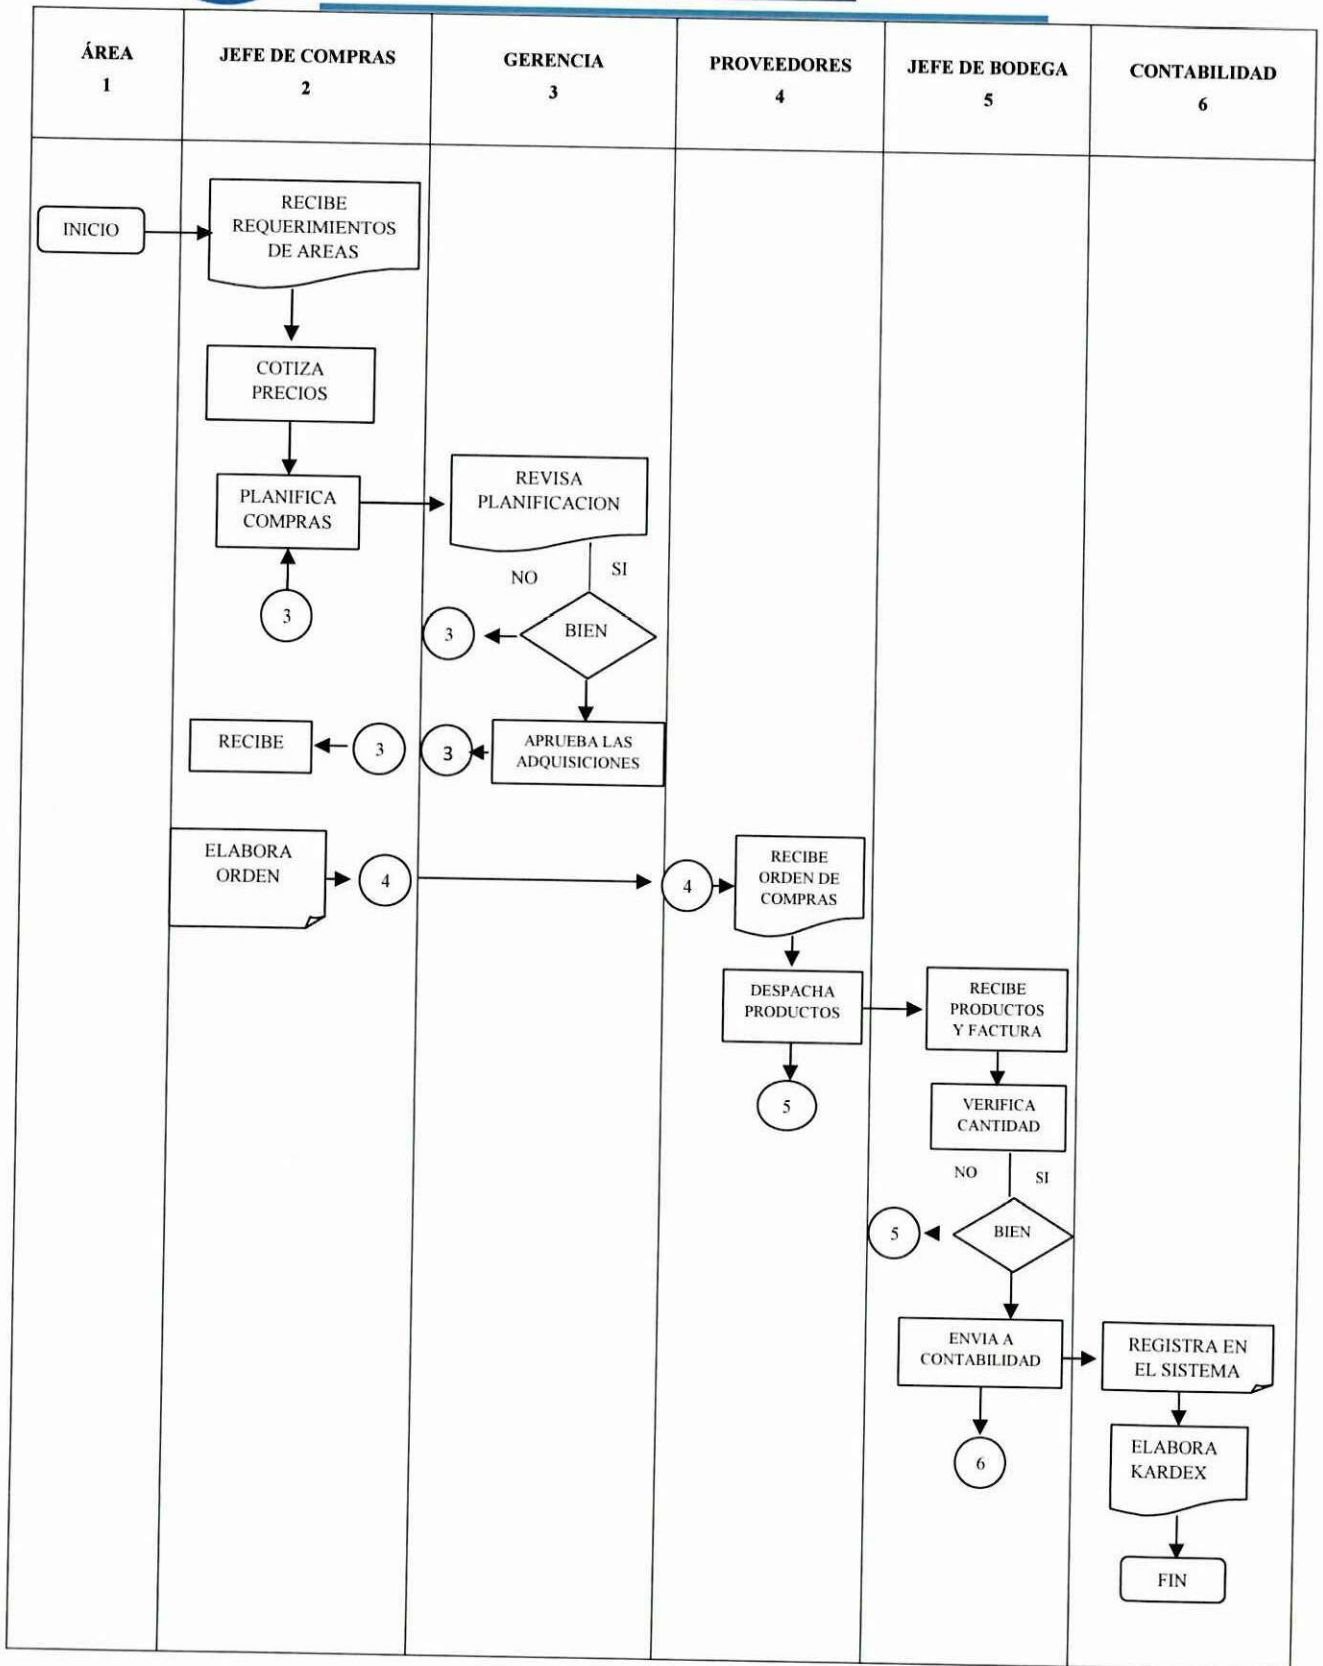 ÁREA
1
JEFE DE COMPRAS
2
GERENCIA
3
PROVEEDORES
4
JEFE DE BODEGA
5
CONTABILIDAD
6
INICIO
RECIBE
REQUERIMIENTOS
DE AREAS
COTIZA
PRECIOS
PLANIFICA
COMPRAS
REVISA
PLANIFICACION
NO
SI
3
3
BIEN
RECIBE
3
3
APRUEBA LAS
ADQUISICIONES
ELABORA
ORDEN
4
4
RECIBE
ORDEN DE
COMPRAS
DESPACHA
PRODUCTOS
RECIBE
PRODUCTOS
Y FACTURA
5
VERIFICA
CANTIDAD
NO
SI
5
BIEN
ENVIA A
CONTABILIDAD
REGISTRA EN
EL SISTEMA
6
ELABORA
KARDEX
FIN